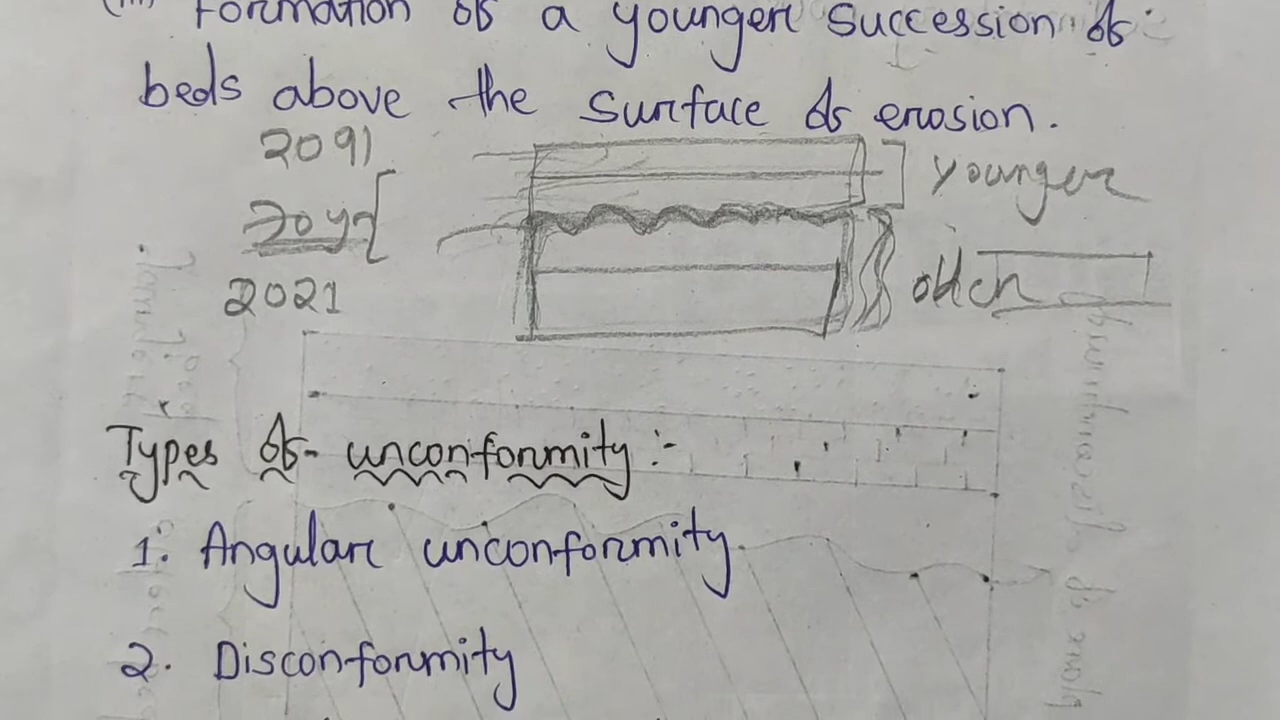 (iii) Formation of a younger succession of
beds above the surface of erosion.
2091
younger
2021
older
Types of unconformity :-
1. Angular unconformity.
2. Disconformity